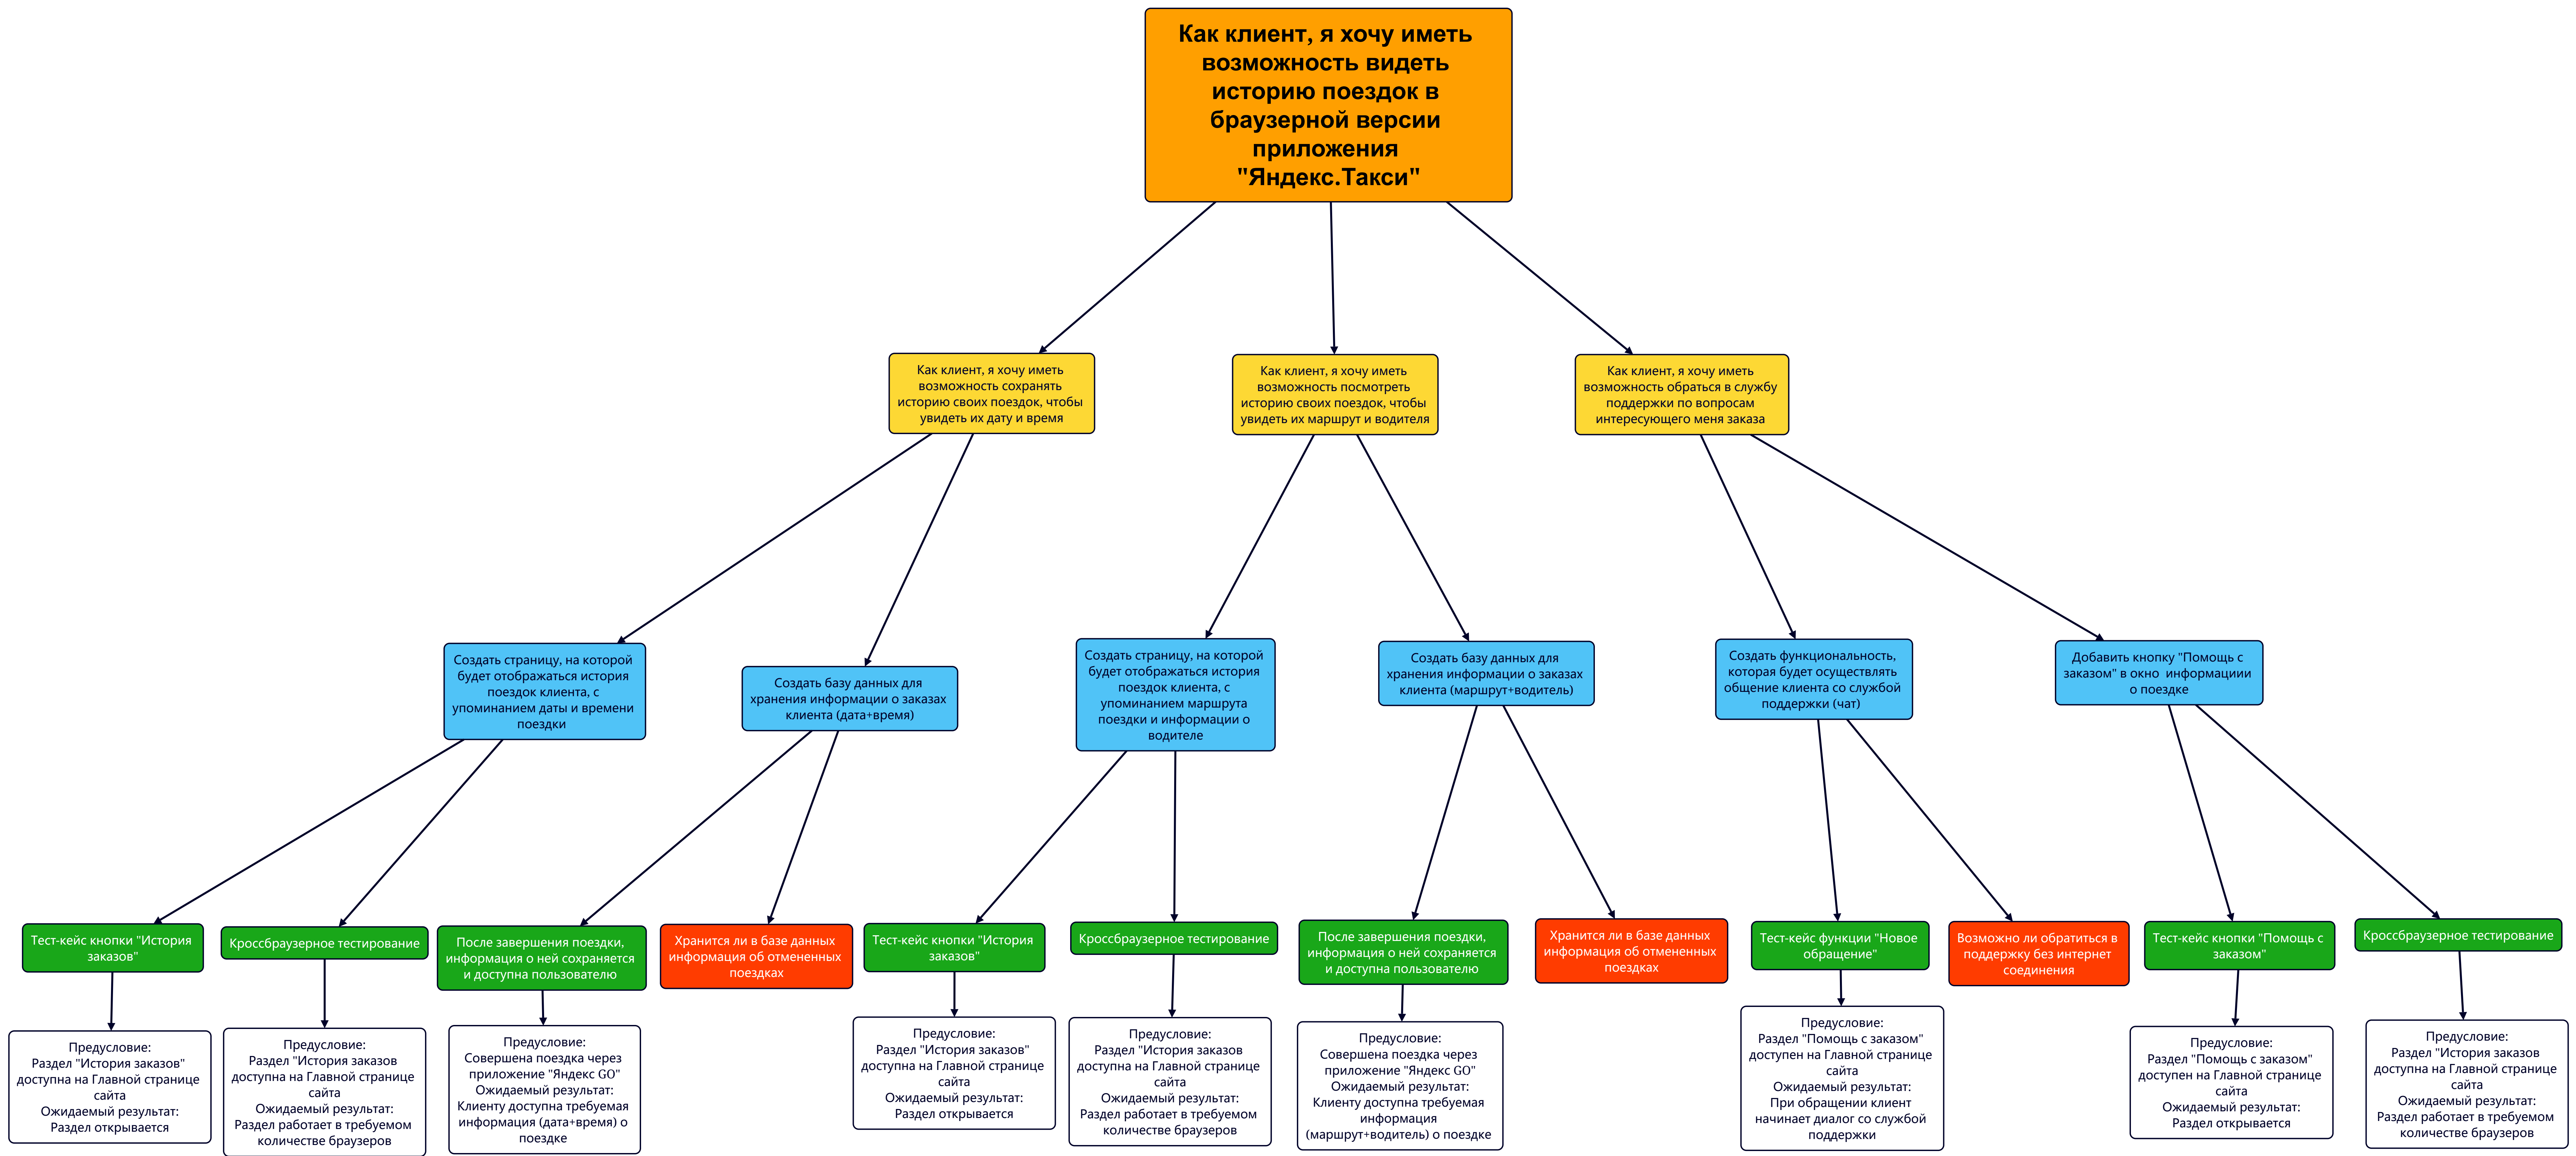 Как клиент, я хочу иметь
возможность видеть
историю поездок в
браузерной версии
приложения
"Яндекс.Такси"
Как клиент, я хочу иметь
возможность сохранять
историю своих поездок, чтобы
увидеть их дату и время
Как клиент, я хочу иметь
возможность посмотреть
историю своих поездок, чтобы
увидеть их маршрут и водителя
Как клиент, я хочу иметь
возможность обраться в службу
поддержки по вопросам
интересующего меня заказа
Создать страницу, на которой
будет отображаться история
поездок клиента, с
упоминанием даты и времени
поездки
Создать базу данных для
хранения информации о заказах
клиента (дата+время)
Создать страницу, на которой
будет отображаться история
поездок клиента, с
упоминанием маршрута
поездки и информации о
водителе
Создать базу данных для
хранения информации о заказах
клиента (маршрут+водитель)
Создать функциональность,
которая будет осуществлять
общение клиента со службой
поддержки (чат)
Добавить кнопку "Помощь с
заказом" в окно информациии
о поездке
Тест-кейс кнопки "История
заказов"
Кроссбраузерное тестирование
После завершения поездки,
информация о ней сохраняется
и доступна пользователю
Хранится ли в базе данных
информация об отмененных
поездках
Тест-кейс кнопки "История
заказов"
Кроссбраузерное тестирование
После завершения поездки,
информация о ней сохраняется
и доступна пользователю
Хранится ли в базе данных
информация об отмененных
поездках
Тест-кейс функции "Новое
обращение"
Возможно ли обратиться в
поддержку без интернет
соединения
Тест-кейс кнопки "Помощь с
заказом"
Кроссбраузерное тестирование
Предусловие:
Раздел "История заказов"
доступна на Главной странице
сайта
Ожидаемый результат:
Раздел открывается
Предусловие:
Раздел "История заказов
доступна на Главной странице
сайта
Ожидаемый результат:
Раздел работает в требуемом
количестве браузеров
Предусловие:
Совершена поездка через
приложение "Яндекс GO"
Ожидаемый результат:
Клиенту доступна требуемая
информация (дата+время) о
поездке
Предусловие:
Раздел "История заказов"
доступна на Главной странице
сайта
Ожидаемый результат:
Раздел открывается
Предусловие:
Раздел "История заказов
доступна на Главной странице
сайта
Ожидаемый результат:
Раздел работает в требуемом
количестве браузеров
Предусловие:
Совершена поездка через
приложение "Яндекс GO"
Ожидаемый результат:
Клиенту доступна требуемая
информация
(маршрут+водитель) о поездке
Предусловие:
Раздел "Помощь с заказом"
доступен на Главной странице
сайта
Ожидаемый результат:
При обращении клиент
начинает диалог со службой
поддержки
Предусловие:
Раздел "Помощь с заказом"
доступен на Главной странице
сайта
Ожидаемый результат:
Раздел открывается
Предусловие:
Раздел "История заказов
доступна на Главной странице
сайта
Ожидаемый результат:
Раздел работает в требуемом
количестве браузеров